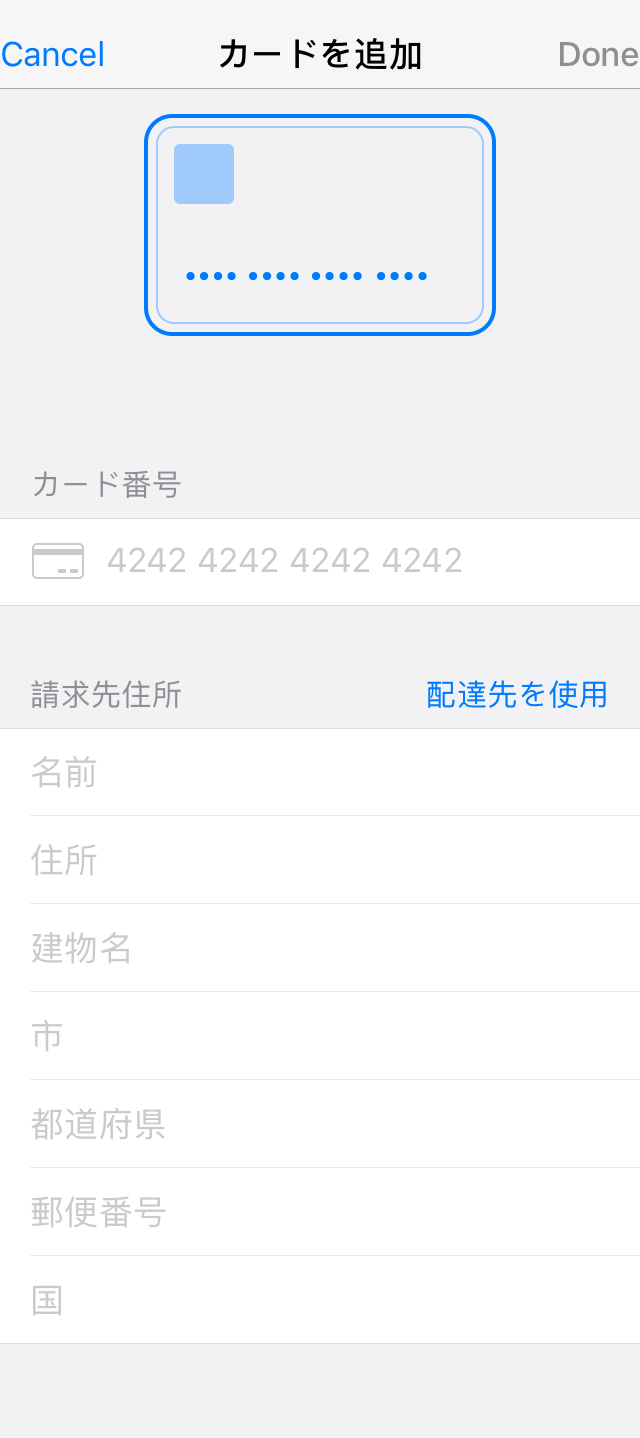 Cancel カードを追加 Done
•••• •••• •••• ••••
カード番号
4242 4242 4242 4242
請求先住所 配達先を使用
名前
住所
建物名
市
都道府県
郵便番号
国